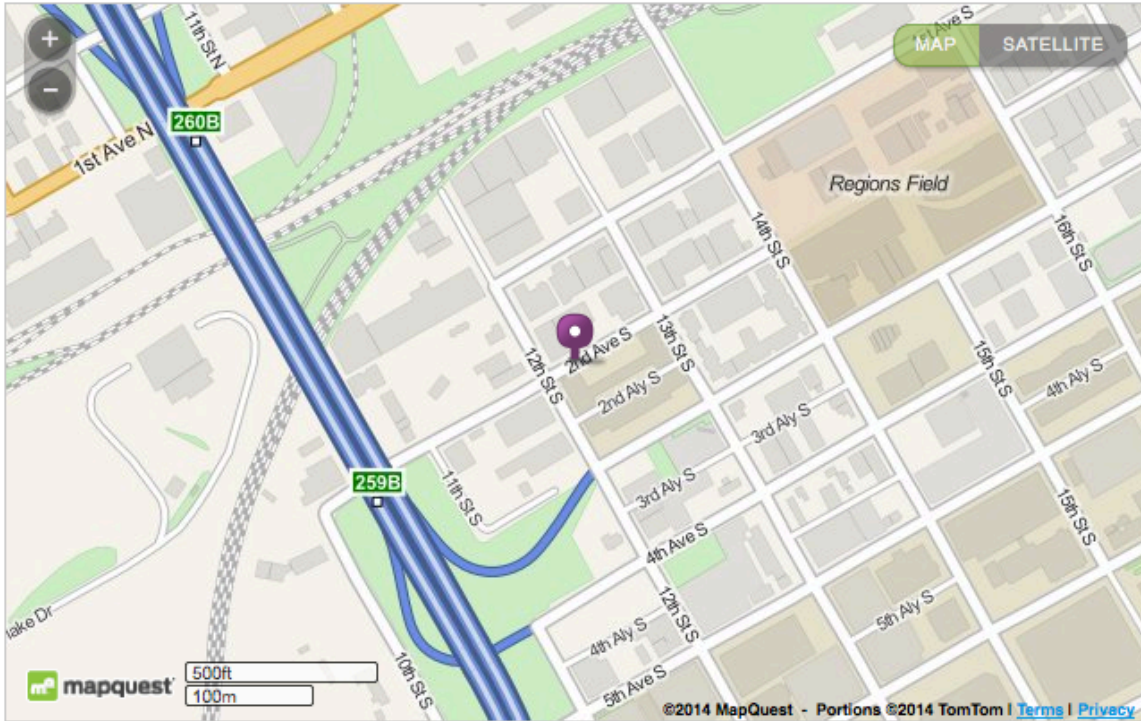 11th St N
1st Ave S
MAP
SATELLITE
260B
1st Ave N
Regions Field
14th St S
16th St S
2nd Ave S
13th St S
12th St S
2nd Aly S
15th St S
4th Aly S
3rd Aly S
259B
11th St S
3rd Aly S
15th St S
4th Ave S
12th St S
5th Aly S
4th Aly S
10th St S
5th Ave S
500ft
100m
mapquest
©2014 MapQuest - Portions ©2014 TomTom | Terms | Privacy